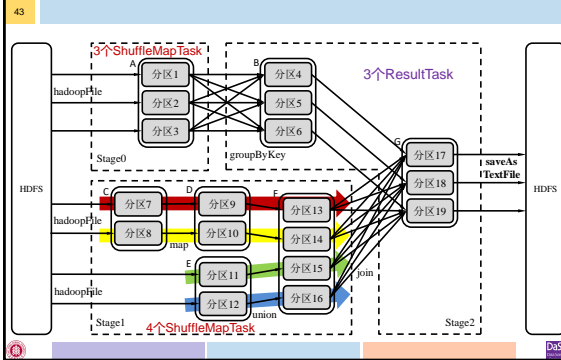 43
3个ShuffleMapTask
A
B
分区1
分区4
3个ResultTask
hadoopFile
分区2
分区5
分区3
分区6
G
分区17
Stage0
groupByKey
saveAs
TextFile
分区18
HDFS
HDFS
C
D
F
分区7
分区9
分区13
分区19
hadoopFile
分区8
分区10
分区14
map
E
分区11
分区15
join
hadoopFile
分区12
分区16
union
Stage1
Stage2
4个ShuffleMapTask